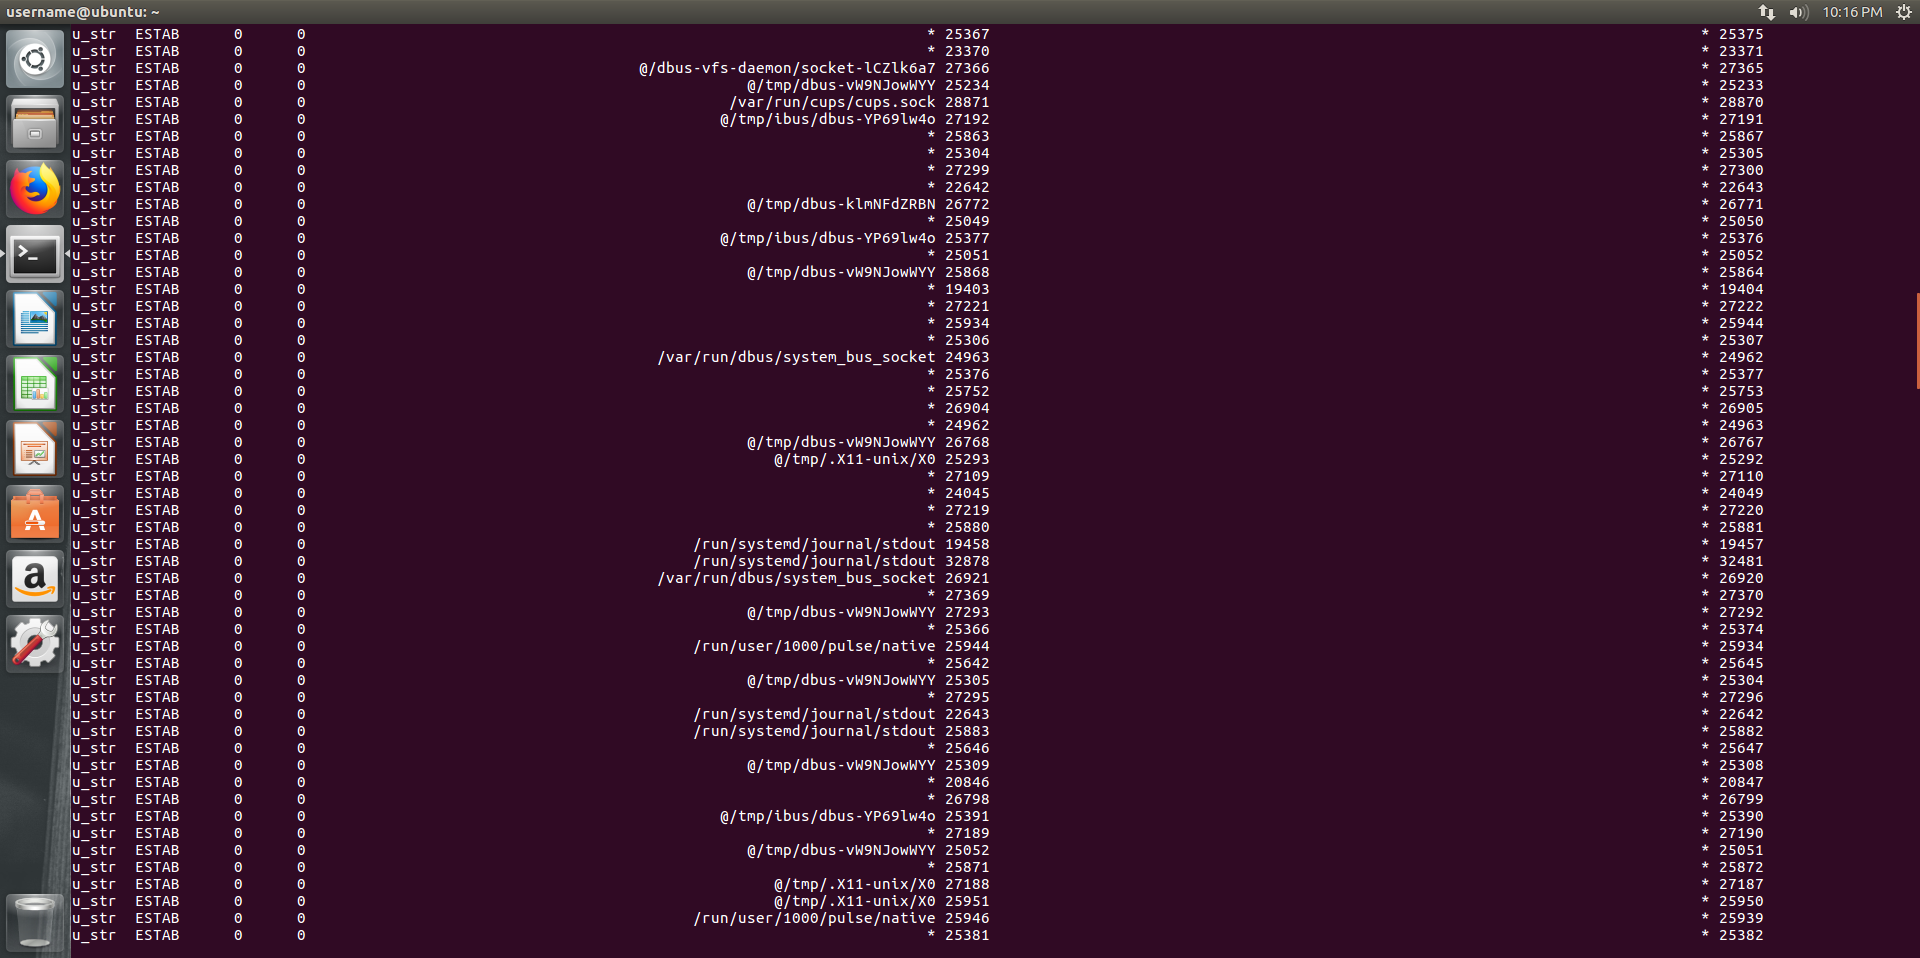 username@ubuntu: ~ 10:16 PM
u_str ESTAB 0 0 * 25367 * 25375
u_str ESTAB 0 0 * 23370 * 23371
u_str ESTAB 0 0 @/dbus-vfs-daemon/socket-lCZlk6a7 27366 * 27365
u_str ESTAB 0 0 @/tmp/dbus-vW9NJowWYY 25234 * 25233
u_str ESTAB 0 0 /var/run/cups/cups.sock 28871 * 28870
u_str ESTAB 0 0 @/tmp/ibus/dbus-YP69lw4o 27192 * 27191
u_str ESTAB 0 0 * 25863 * 25867
u_str ESTAB 0 0 * 25304 * 25305
u_str ESTAB 0 0 * 27299 * 27300
u_str ESTAB 0 0 * 22642 * 22643
u_str ESTAB 0 0 @/tmp/dbus-klmNFdZRBN 26772 * 26771
u_str ESTAB 0 0 * 25049 * 25050
u_str ESTAB 0 0 @/tmp/ibus/dbus-YP69lw4o 25377 * 25376
u_str ESTAB 0 0 * 25051 * 25052
u_str ESTAB 0 0 @/tmp/dbus-vW9NJowWYY 25868 * 25864
u_str ESTAB 0 0 * 19403 * 19404
u_str ESTAB 0 0 * 27221 * 27222
u_str ESTAB 0 0 * 25934 * 25944
u_str ESTAB 0 0 * 25306 * 25307
u_str ESTAB 0 0 /var/run/dbus/system_bus_socket 24963 * 24962
u_str ESTAB 0 0 * 25376 * 25377
u_str ESTAB 0 0 * 25752 * 25753
u_str ESTAB 0 0 * 26904 * 26905
u_str ESTAB 0 0 * 24962 * 24963
u_str ESTAB 0 0 @/tmp/dbus-vW9NJowWYY 26768 * 26767
u_str ESTAB 0 0 @/tmp/.X11-unix/X0 25293 * 25292
u_str ESTAB 0 0 * 27109 * 27110
u_str ESTAB 0 0 * 24045 * 24049
u_str ESTAB 0 0 * 27219 * 27220
u_str ESTAB 0 0 * 25880 * 25881
u_str ESTAB 0 0 /run/systemd/journal/stdout 19458 * 19457
u_str ESTAB 0 0 /run/systemd/journal/stdout 32878 * 32481
u_str ESTAB 0 0 /var/run/dbus/system_bus_socket 26921 * 26920
u_str ESTAB 0 0 * 27369 * 27370
u_str ESTAB 0 0 @/tmp/dbus-vW9NJowWYY 27293 * 27292
u_str ESTAB 0 0 * 25366 * 25374
u_str ESTAB 0 0 /run/user/1000/pulse/native 25944 * 25934
u_str ESTAB 0 0 * 25642 * 25645
u_str ESTAB 0 0 @/tmp/dbus-vW9NJowWYY 25305 * 25304
u_str ESTAB 0 0 * 27295 * 27296
u_str ESTAB 0 0 /run/systemd/journal/stdout 22643 * 22642
u_str ESTAB 0 0 /run/systemd/journal/stdout 25883 * 25882
u_str ESTAB 0 0 * 25646 * 25647
u_str ESTAB 0 0 @/tmp/dbus-vW9NJowWYY 25309 * 25308
u_str ESTAB 0 0 * 20846 * 20847
u_str ESTAB 0 0 * 26798 * 26799
u_str ESTAB 0 0 @/tmp/ibus/dbus-YP69lw4o 25391 * 25390
u_str ESTAB 0 0 * 27189 * 27190
u_str ESTAB 0 0 @/tmp/dbus-vW9NJowWYY 25052 * 25051
u_str ESTAB 0 0 * 25871 * 25872
u_str ESTAB 0 0 @/tmp/.X11-unix/X0 27188 * 27187
u_str ESTAB 0 0 @/tmp/.X11-unix/X0 25951 * 25950
u_str ESTAB 0 0 /run/user/1000/pulse/native 25946 * 25939
u_str ESTAB 0 0 * 25381 * 25382